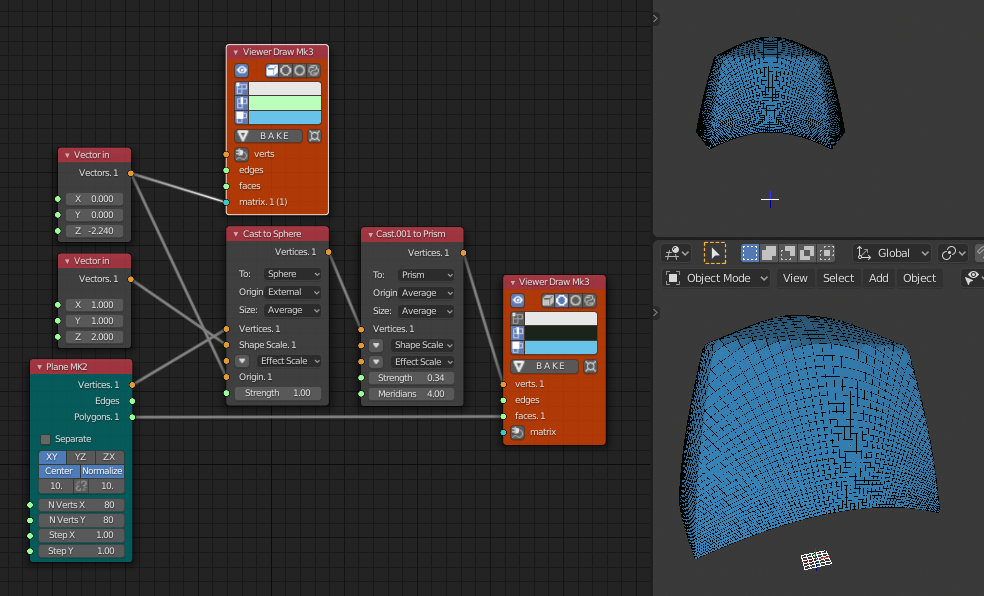 Viewer Draw Mk3
BAKE
verts
edges
faces
matrix. 1 (1)
Vector in
Vectors. 1
X 0.000
Y 0.000
Z -2.240
Vector in
Vectors. 1
X 1.000
Y 1.000
Z 2.000
Plane MK2
Vertices. 1
Edges
Polygons. 1
Separate
XY YZ ZX
Center Normalize
10. 10.
N Verts X 80
N Verts Y 80
Step X 1.00
Step Y 1.00
Cast to Sphere
Vertices. 1
To: Sphere
Origin External
Size: Average
Vertices. 1
Shape Scale. 1
Effect Scale
Origin. 1
Strength 1.00
Cast.001 to Prism
Vertices. 1
To: Prism
Origin Average
Size: Average
Vertices. 1
Shape Scale
Effect Scale
Strength 0.34
Meridians 4.00
Viewer Draw Mk3
BAKE
verts. 1
edges
faces. 1
matrix
Global
Object Mode View Select Add Object